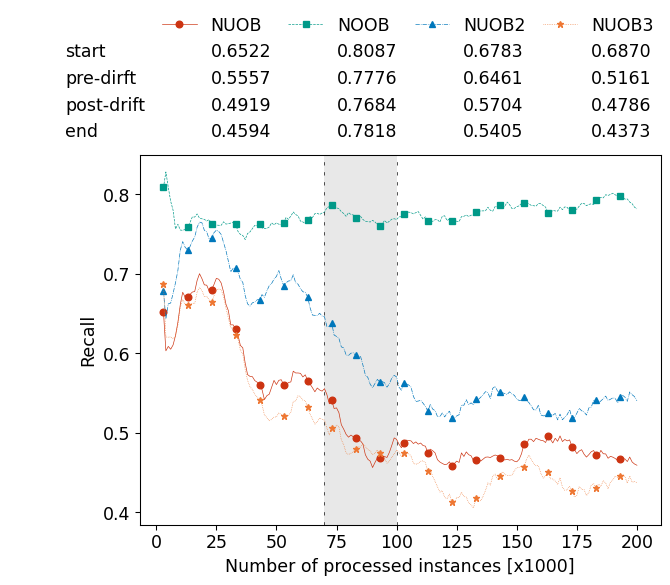 NUOB NOOB NUOB2 NUOB3
start 0.6522 0.8087 0.6783 0.6870
pre-dirft 0.5557 0.7776 0.6461 0.5161
post-drift 0.4919 0.7684 0.5704 0.4786
end 0.4594 0.7818 0.5405 0.4373
0.8
0.7
0.6
0.5
0.4
Recall
0 25 50 75 100 125 150 175 200
Number of processed instances [x1000]